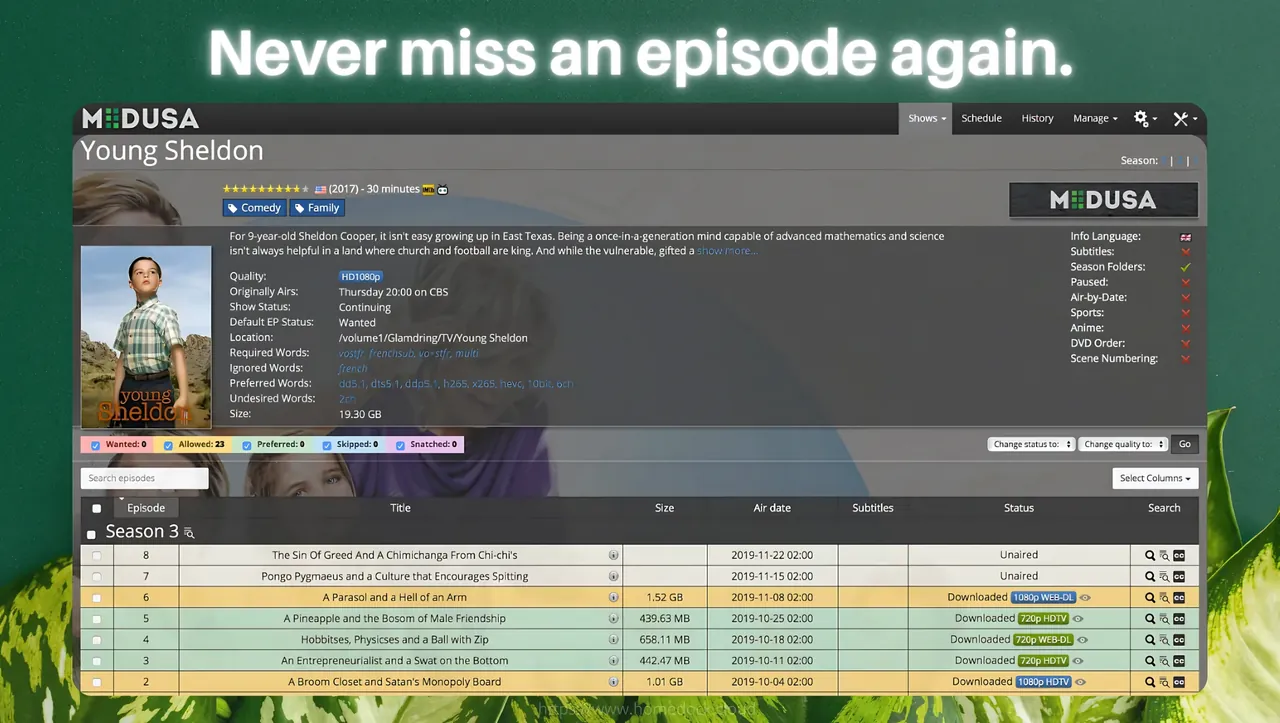 Never miss an episode again.
MEDUSA
Shows
Schedule
History
Manage
Young Sheldon
Season: | |
(2017) - 30 minutes IMDb
Comedy
Family
MEDUSA
For 9-year-old Sheldon Cooper, it isn't easy growing up in East Texas. Being a once-in-a-generation mind capable of advanced mathematics and science
isn't always helpful in a land where church and football are king. And while the vulnerable, gifted a show more...
Quality: HD1080p
Originally Airs: Thursday 20:00 on CBS
Show Status: Continuing
Default EP Status: Wanted
Location: /volume1/Glamdring/TV/Young Sheldon
Required Words: vostfr, frenchsub, vo+stfr, multi
Ignored Words: french
Preferred Words: dd5.1, dts5.1, ddp5.1, h265, x265, hevc, 10bit, 6ch
Undesired Words: 2ch
Size: 19.30 GB
Info Language:
Subtitles:
Season Folders:
Paused:
Air-by-Date:
Sports:
Anime:
DVD Order:
Scene Numbering:
young
Sheldon
Wanted: 0 Allowed: 23 Preferred: 0 Skipped: 0 Snatched: 0
Change status to: Change quality to: Go
Search episodes
Select Columns
Episode Title Size Air date Subtitles Status Search
Season 3
8 The Sin Of Greed And A Chimichanga From Chi-chi's 2019-11-22 02:00 Unaired
7 Pongo Pygmaeus and a Culture that Encourages Spitting 2019-11-15 02:00 Unaired
6 A Parasol and a Hell of an Arm 1.52 GB 2019-11-08 02:00 Downloaded 1080p WEB-DL
5 A Pineapple and the Bosom of Male Friendship 439.63 MB 2019-10-25 02:00 Downloaded 720p HDTV
4 Hobbitses, Physicses and a Ball with Zip 658.11 MB 2019-10-18 02:00 Downloaded 720p WEB-DL
3 An Entrepreneurialist and a Swat on the Bottom 442.47 MB 2019-10-11 02:00 Downloaded 720p HDTV
2 A Broom Closet and Satan's Monopoly Board 1.01 GB 2019-10-04 02:00 Downloaded 1080p HDTV
https://www.homedock.cloud